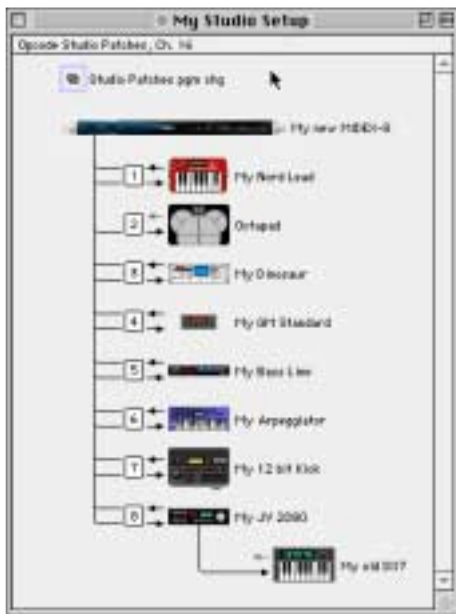 My Studio Setup
Opcode Studio Patches, Ch. 16
Studio Patches pgm chg
My new MIDEX-8
1 My Nord Lead
2 Octapad
3 My Dinosaur
4 My GM Standard
5 My Bass Line
6 My Arpeggiator
7 My 12 bit Kick
8 My JV 2080
My old DX7